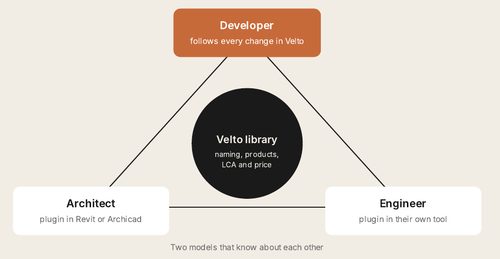 Developer
follows every change in Velto
Velto library
naming, products,
LCA and price
Architect
plugin in Revit or Archicad
Engineer
plugin in their own tool
Two models that know about each other